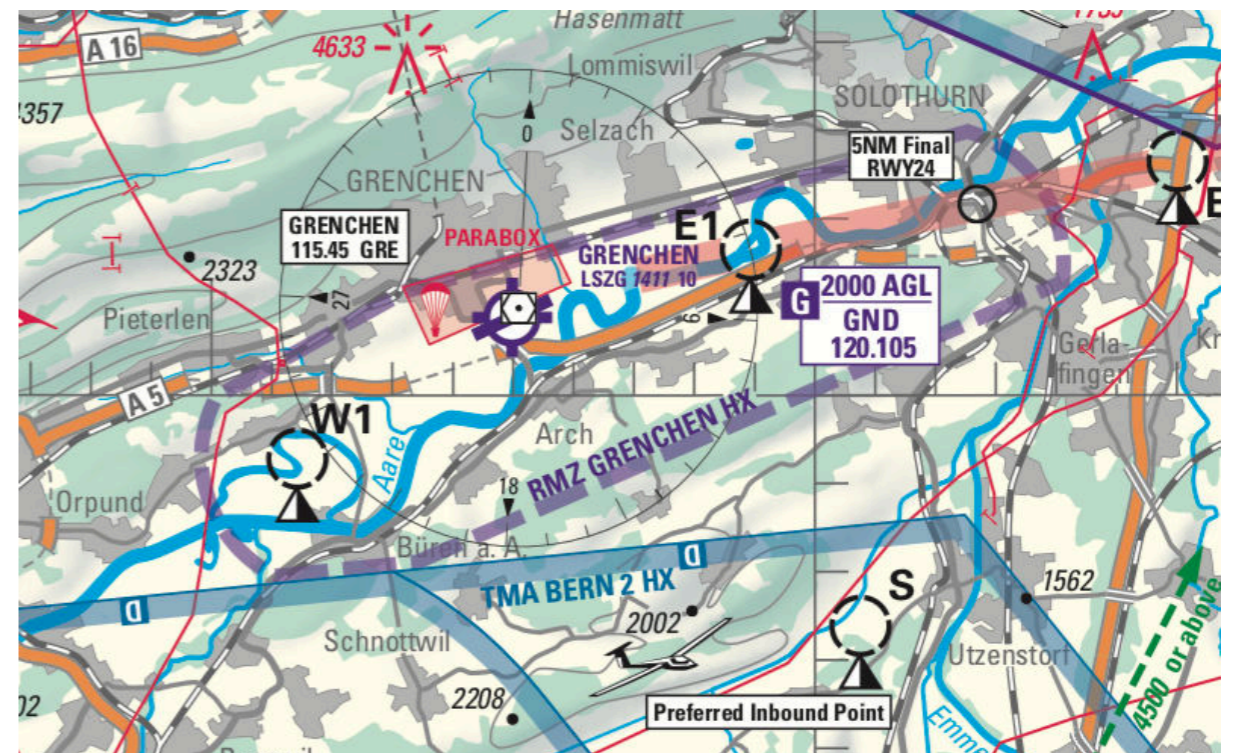 A 16
4633
Hasenmatt
Lommiswil
4357
0
Selzach
SOLOTHURN
5NM Final
RWY24
GRENCHEN
GRENCHEN
115.45 GRE
PARABOX
E1
GRENCHEN
LSZG 1411 10
2323
27
Pieterlen
6
G
2000 AGL
GND
120.105
Gerla-
fingen
A 5
W1
Aare
Arch
RMZ GRENCHEN HX
Orpund
18
Büren a. A.
TMA BERN 2 HX
D
D
S
1562
2002
Schnottwil
Utzenstorf
2208
Preferred Inbound Point
Emme
4500 or above